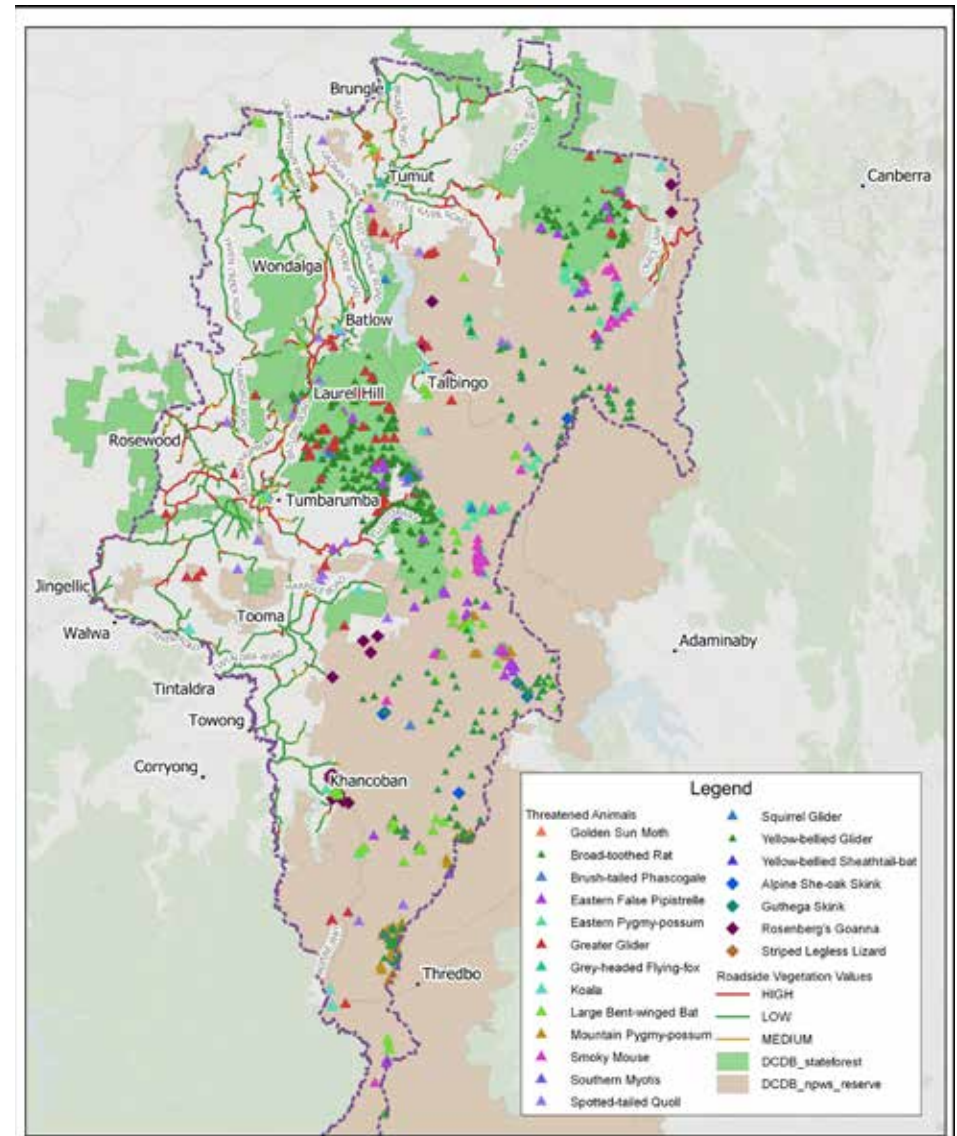 Brungle
Tumut
Canberra
LITTLE RIVER ROAD
Wondalga
Batlow
Talbingo
Laurel Hill
Rosewood
Tumbarumba
Jingellic
Walwa
Tooma
Adaminaby
Tintaldra
Towong
Corryong
Khancoban
Thredbo
Legend
Threatened Animals
Golden Sun Moth
Broad-toothed Rat
Brush-tailed Phascogale
Eastern False Pipistrelle
Eastern Pygmy-possum
Greater Glider
Grey-headed Flying-fox
Koala
Large Bent-winged Bat
Mountain Pygmy-possum
Smoky Mouse
Southern Myotis
Spotted-tailed Quoll
Squirrel Glider
Yellow-bellied Glider
Yellow-bellied Sheathtail-bat
Alpine She-oak Skink
Guthega Skink
Rosenberg's Goanna
Striped Legless Lizard
Roadside Vegetation Values
HIGH
LOW
MEDIUM
DCDB_stateforest
DCDB_npws_reserve